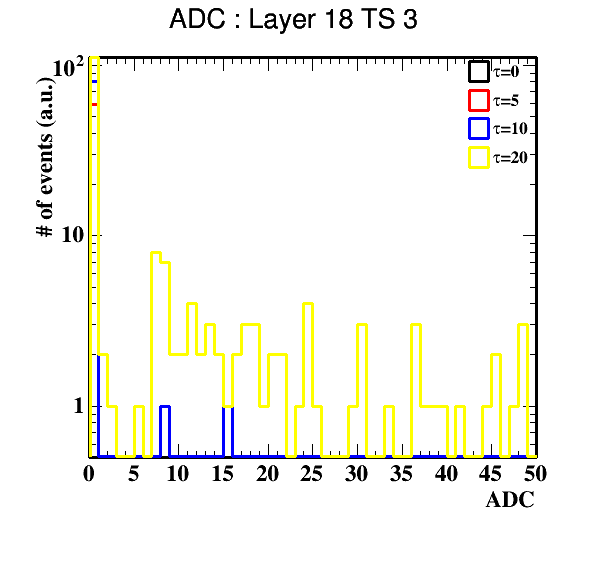 ADC : Layer 18 TS 3
# of events (a.u.)
10²
10
1
τ=0
τ=5
τ=10
τ=20
0 5 10 15 20 25 30 35 40 45 50
ADC